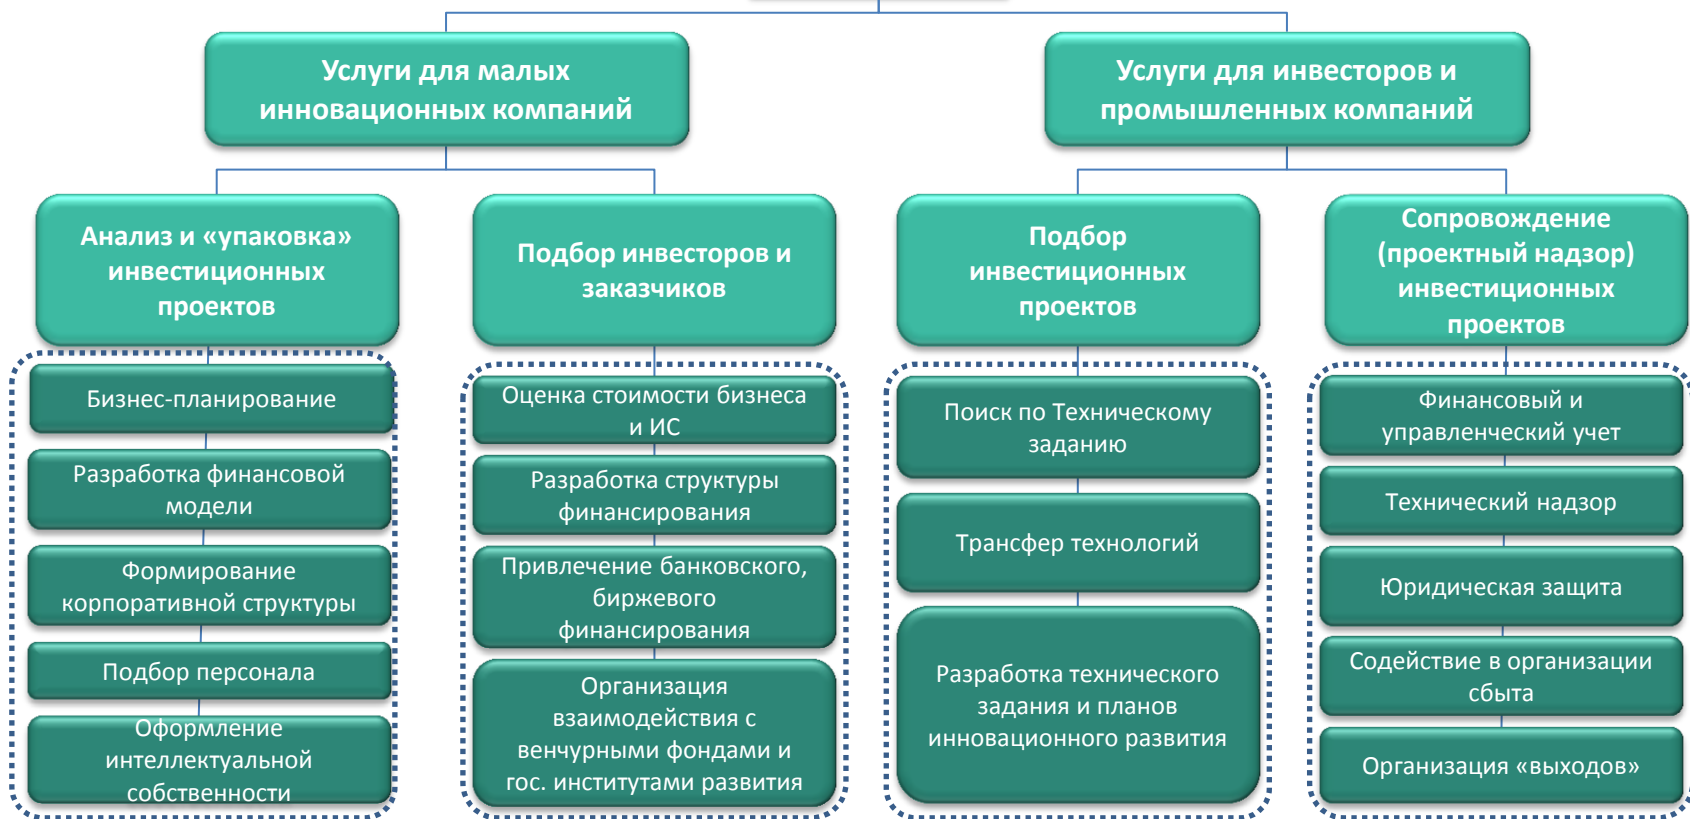 Услуги для малых
инновационных компаний
Услуги для инвесторов и
промышленных компаний
Анализ и «упаковка»
инвестиционных
проектов
Подбор инвесторов и
заказчиков
Подбор
инвестиционных
проектов
Сопровождение
(проектный надзор)
инвестиционных
проектов
Бизнес-планирование
Разработка финансовой
модели
Формирование
корпоративной структуры
Подбор персонала
Оформление
интеллектуальной
собственности
Оценка стоимости бизнеса
и ИС
Разработка структуры
финансирования
Привлечение банковского,
биржевого
финансирования
Организация
взаимодействия с
венчурными фондами и
гос. институтами развития
Поиск по Техническому
заданию
Трансфер технологий
Разработка технического
задания и планов
инновационного развития
Финансовый и
управленческий учет
Технический надзор
Юридическая защита
Содействие в организации
сбыта
Организация «выходов»